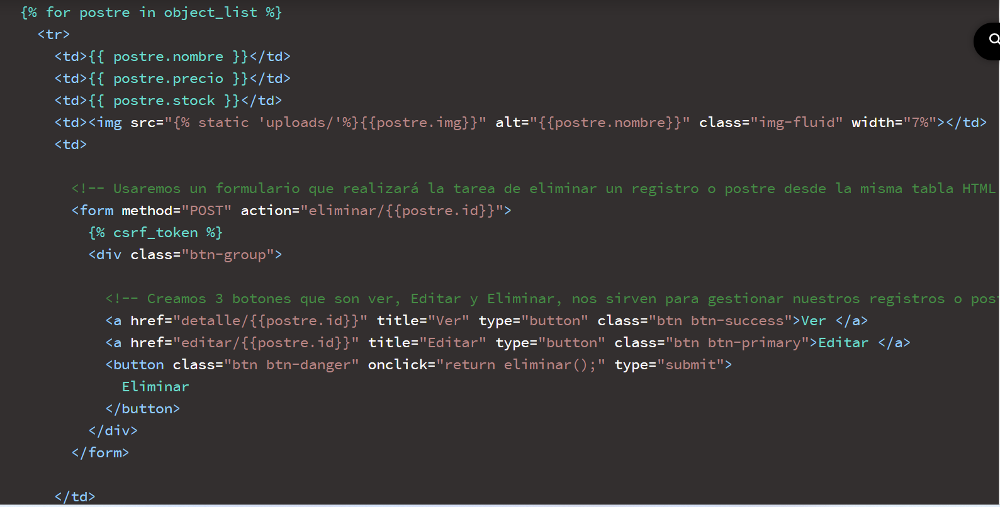 {% for postre in object_list %}
<tr>
<td>{{ postre.nombre }}</td>
<td>{{ postre.precio }}</td>
<td>{{ postre.stock }}</td>
<td><img src="{% static 'uploads/'%}{{postre.img}}" alt="{{postre.nombre}}" class="img-fluid" width="7%"></td>
<td>
<!-- Usaremos un formulario que realizará la tarea de eliminar un registro o postre desde la misma tabla HTML
<form method="POST" action="eliminar/{{postre.id}}">
{% csrf_token %}
<div class="btn-group">
<!-- Creamos 3 botones que son ver, Editar y Eliminar, nos sirven para gestionar nuestros registros o pos
<a href="detalle/{{postre.id}}" title="Ver" type="button" class="btn btn-success">Ver </a>
<a href="editar/{{postre.id}}" title="Editar" type="button" class="btn btn-primary">Editar </a>
<button class="btn btn-danger" onclick="return eliminar();" type="submit">
Eliminar
</button>
</div>
</form>
</td>